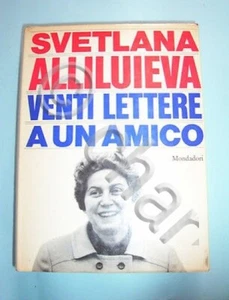 SVETLANA
ALLILUIEVA
VENTI LETTERE
A UN AMICO
Mondadori